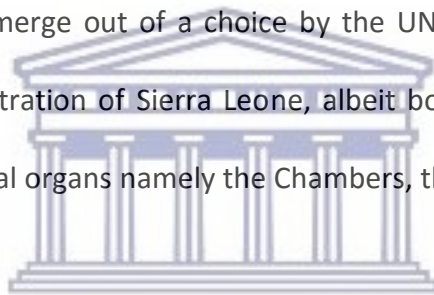 merge out of a choice by the UN
tration of Sierra Leone, albeit bo
al organs namely the Chambers, th